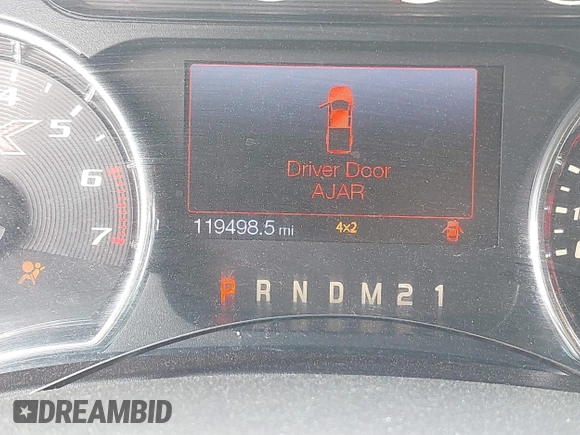 4
5
6
7
Driver Door
AJAR
119498.5 mi
4x2
P R N D M 2 1
DREAMBID